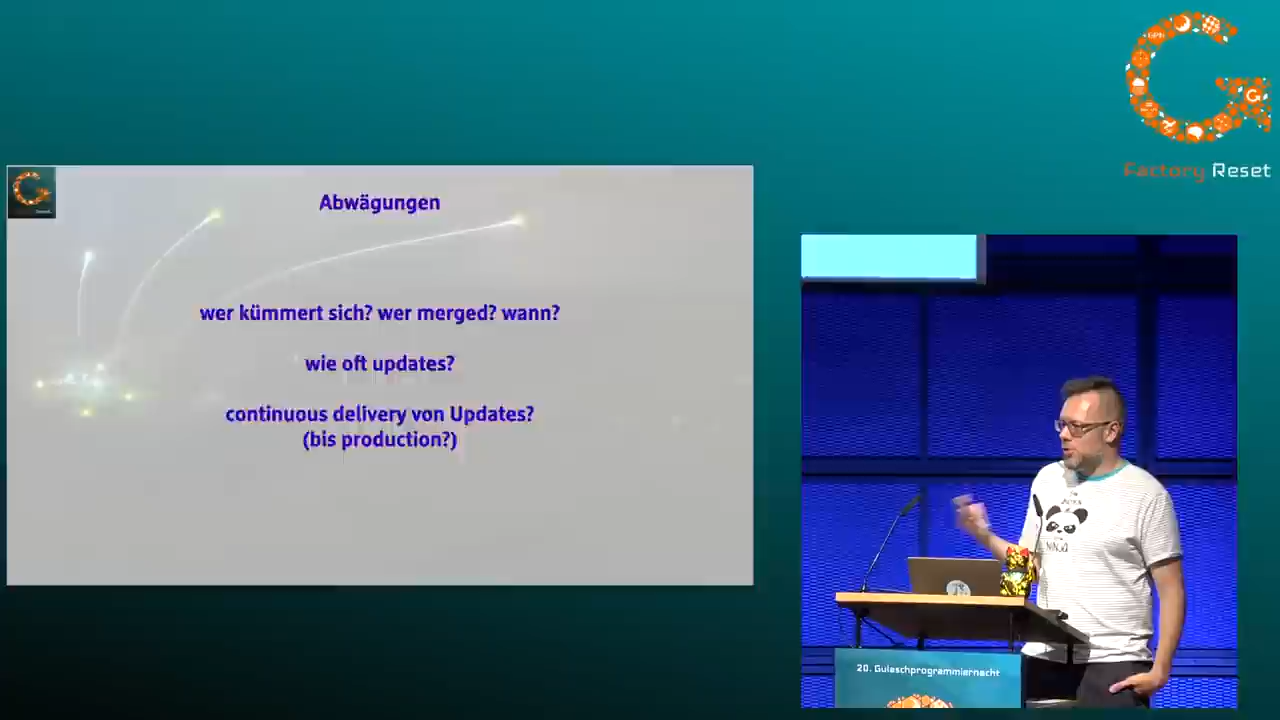 Factory Reset
Abwägungen
wer kümmert sich? wer merged? wann?
wie oft updates?
continuous delivery von Updates?
(bis production?)
NINJA
20. Gulaschprogrammiernacht